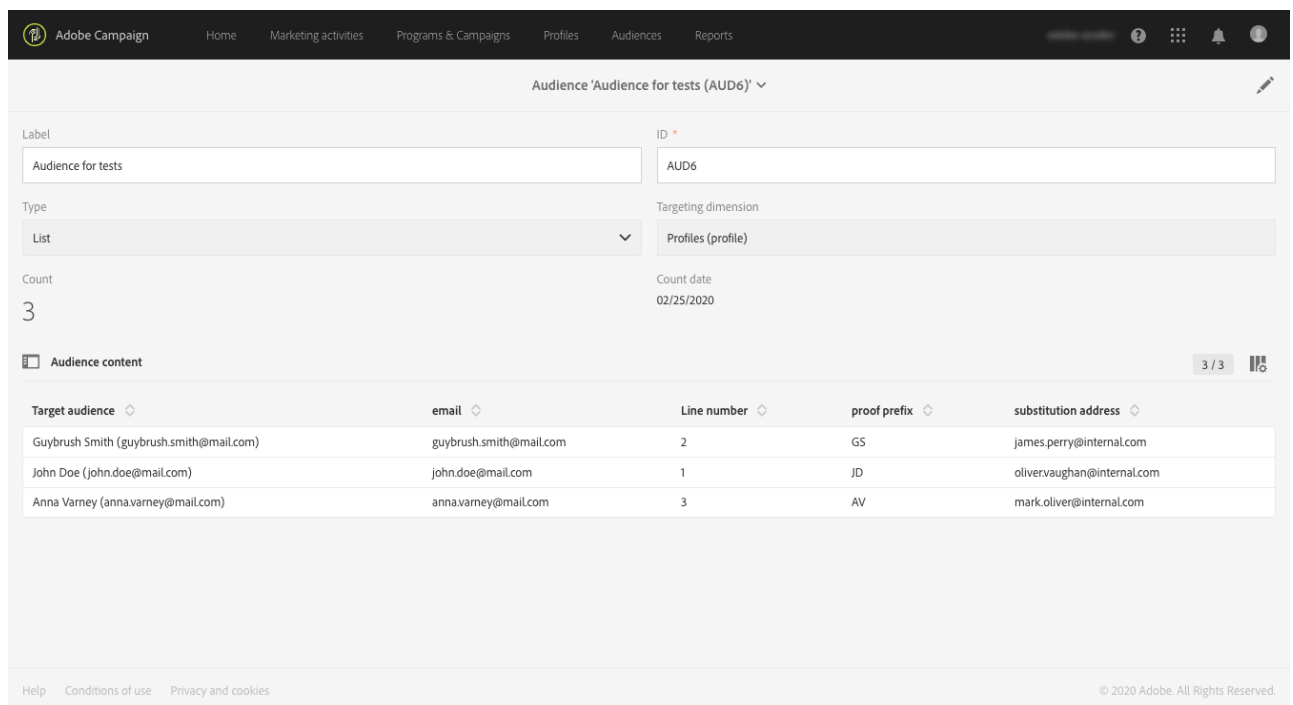 Adobe Campaign Home Marketing activities Programs & Campaigns Profiles Audiences Reports
Audience 'Audience for tests (AUD6)'
Label ID *
Audience for tests AUD6
Type Targeting dimension
List Profiles (profile)
Count Count date
3 02/25/2020
Audience content 3 / 3
Target audience email Line number proof prefix substitution address
Guybrush Smith (guybrush.smith@mail.com) guybrush.smith@mail.com 2 GS james.perry@internal.com
John Doe (john.doe@mail.com) john.doe@mail.com 1 JD oliver.vaughan@internal.com
Anna Varney (anna.varney@mail.com) anna.varney@mail.com 3 AV mark.oliver@internal.com
Help Conditions of use Privacy and cookies © 2020 Adobe. All Rights Reserved.